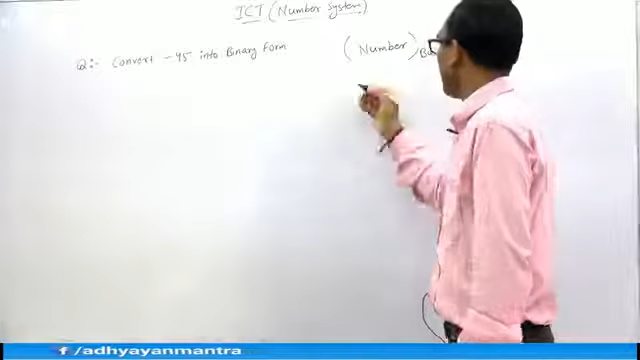 ICT (Number System)
Q:- Convert -45 into Binary form
(Number)
f/adhyayanmantra